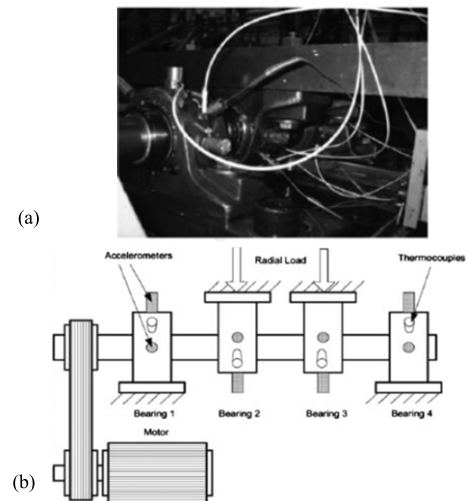 (a)
Accelerometers
Radial Load
Thermocouples
Bearing 1
Bearing 2
Bearing 3
Bearing 4
Motor
(b)